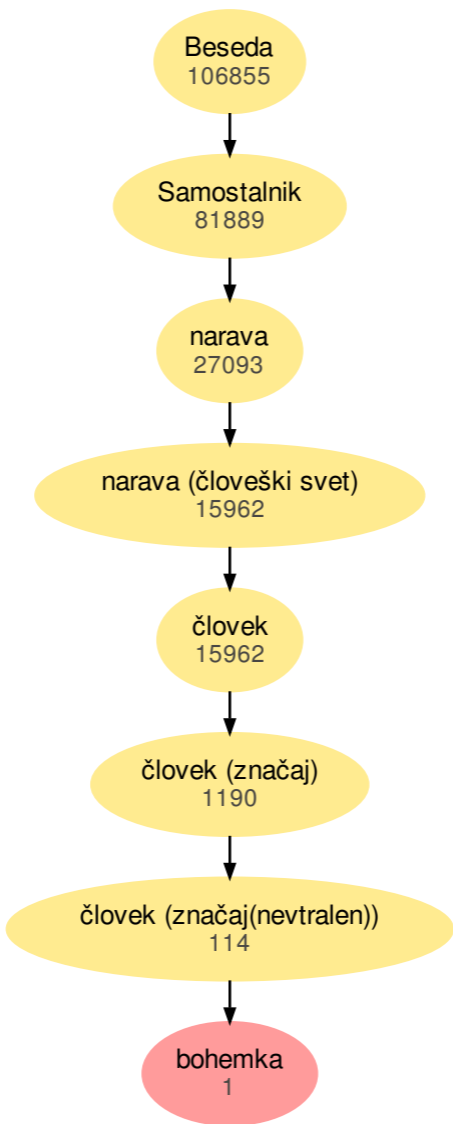 Beseda
106855
Samostalnik
81889
narava
27093
narava (človeški svet)
15962
človek
15962
človek (značaj)
1190
človek (značaj(nevtralen))
114
bohemka
1